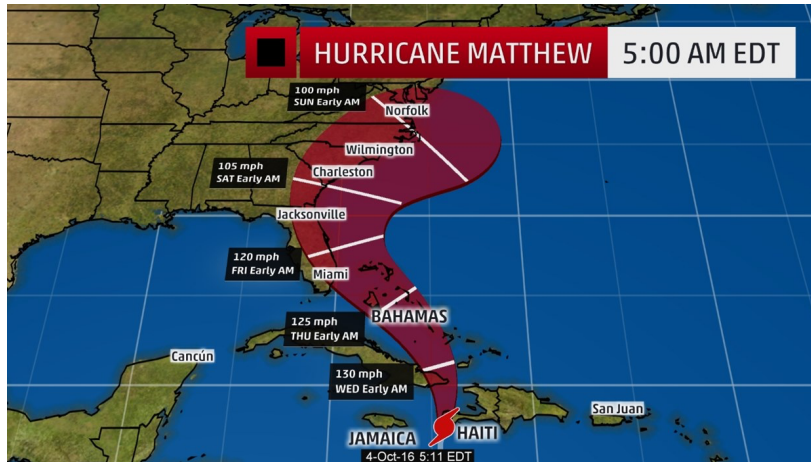 HURRICANE MATTHEW
5:00 AM EDT
100 mph
SUN Early AM
Norfolk
Wilmington
105 mph
SAT Early AM
Charleston
Jacksonville
120 mph
FRI Early AM
Miami
BAHAMAS
125 mph
THU Early AM
Cancún
130 mph
WED Early AM
San Juan
JAMAICA
HAITI
4-Oct-16 5:11 EDT